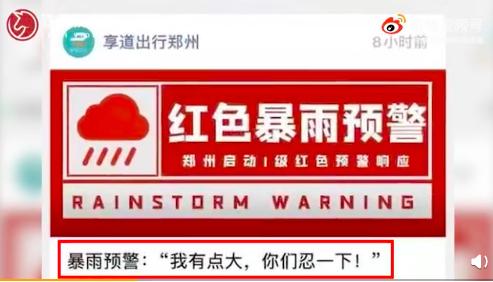 享道出行郑州
8小时前
红色暴雨预警
郑州启动I级红色预警响应
RAINSTORM WARNING
暴雨预警：“我有点大，你们忍一下！”